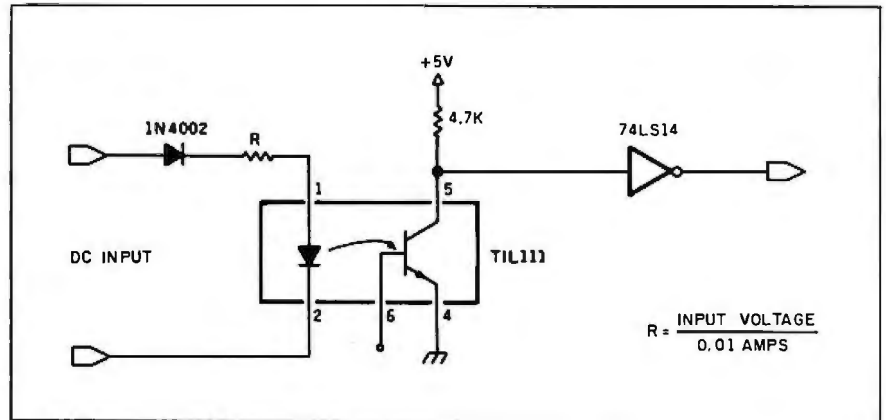 +5V
1N4002
R
4.7K
74LS14
1
5
DC INPUT
TIL111
2
6
4
R = INPUT VOLTAGE
0.01 AMPS